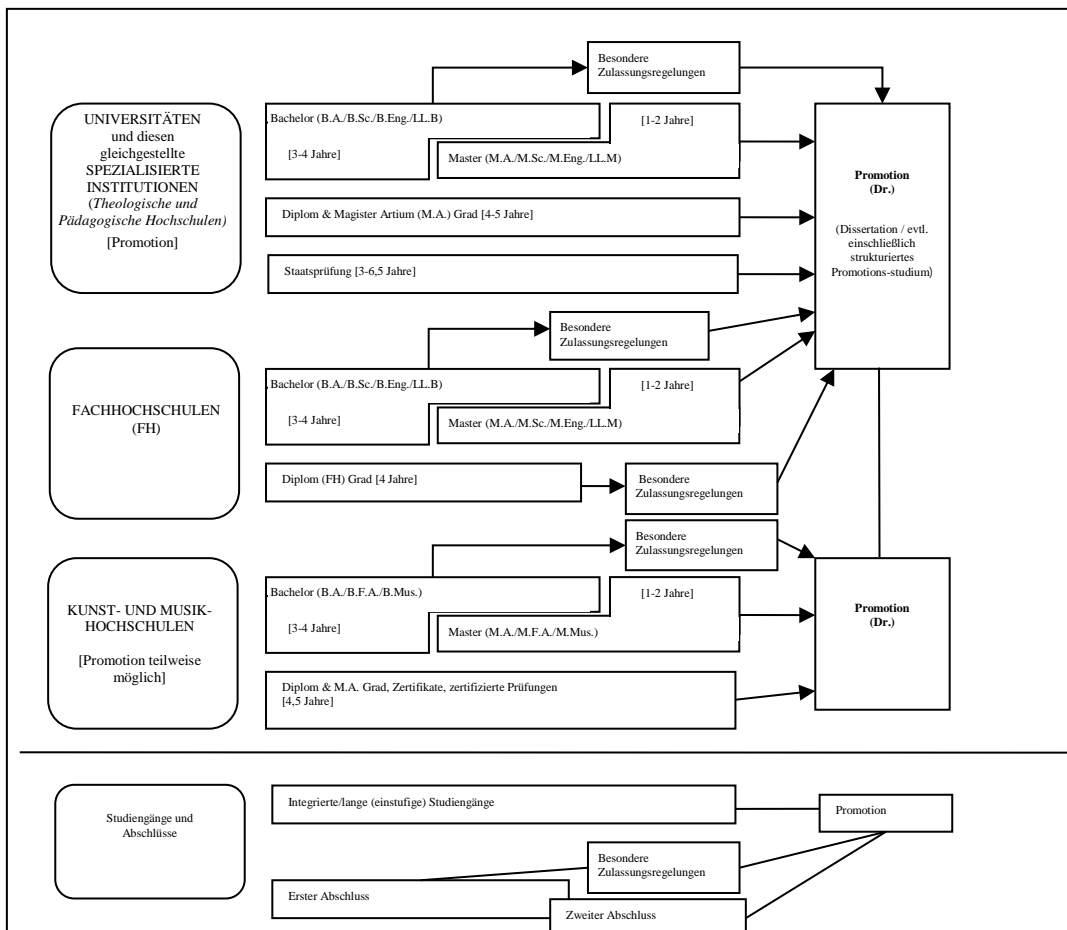 Besondere
Zulassungsregelungen
UNIVERSITÄTEN
und diesen
gleichgestellte
SPEZIALISIERTE
INSTITUTIONEN
(Theologische und
Pädagogische Hochschulen)
[Promotion]
Bachelor (B.A./B.Sc./B.Eng./LL.B)
[3-4 Jahre]
[1-2 Jahre]
Master (M.A./M.Sc./M.Eng./LL.M)
Diplom & Magister Artium (M.A.) Grad [4-5 Jahre]
Staatsprüfung [3-6,5 Jahre]
Promotion
(Dr.)
(Dissertation / evtl.
einschließlich
strukturiertes
Promotions-studium)
FACHHOCHSCHULEN
(FH)
Besondere
Zulassungsregelungen
Bachelor (B.A./B.Sc./B.Eng./LL.B)
[3-4 Jahre]
[1-2 Jahre]
Master (M.A./M.Sc./M.Eng./LL.M)
Diplom (FH) Grad [4 Jahre]
Besondere
Zulassungsregelungen
KUNST- UND MUSIK-
HOCHSCHULEN
[Promotion teilweise
möglich]
Besondere
Zulassungsregelungen
Bachelor (B.A./B.F.A./B.Mus.)
[3-4 Jahre]
[1-2 Jahre]
Master (M.A./M.F.A./M.Mus.)
Diplom & M.A. Grad, Zertifikate, zertifizierte Prüfungen
[4,5 Jahre]
Promotion
(Dr.)
Studiengänge und
Abschlüsse
Integrierte/lange (einstufige) Studiengänge
Promotion
Besondere
Zulassungsregelungen
Erster Abschluss
Zweiter Abschluss